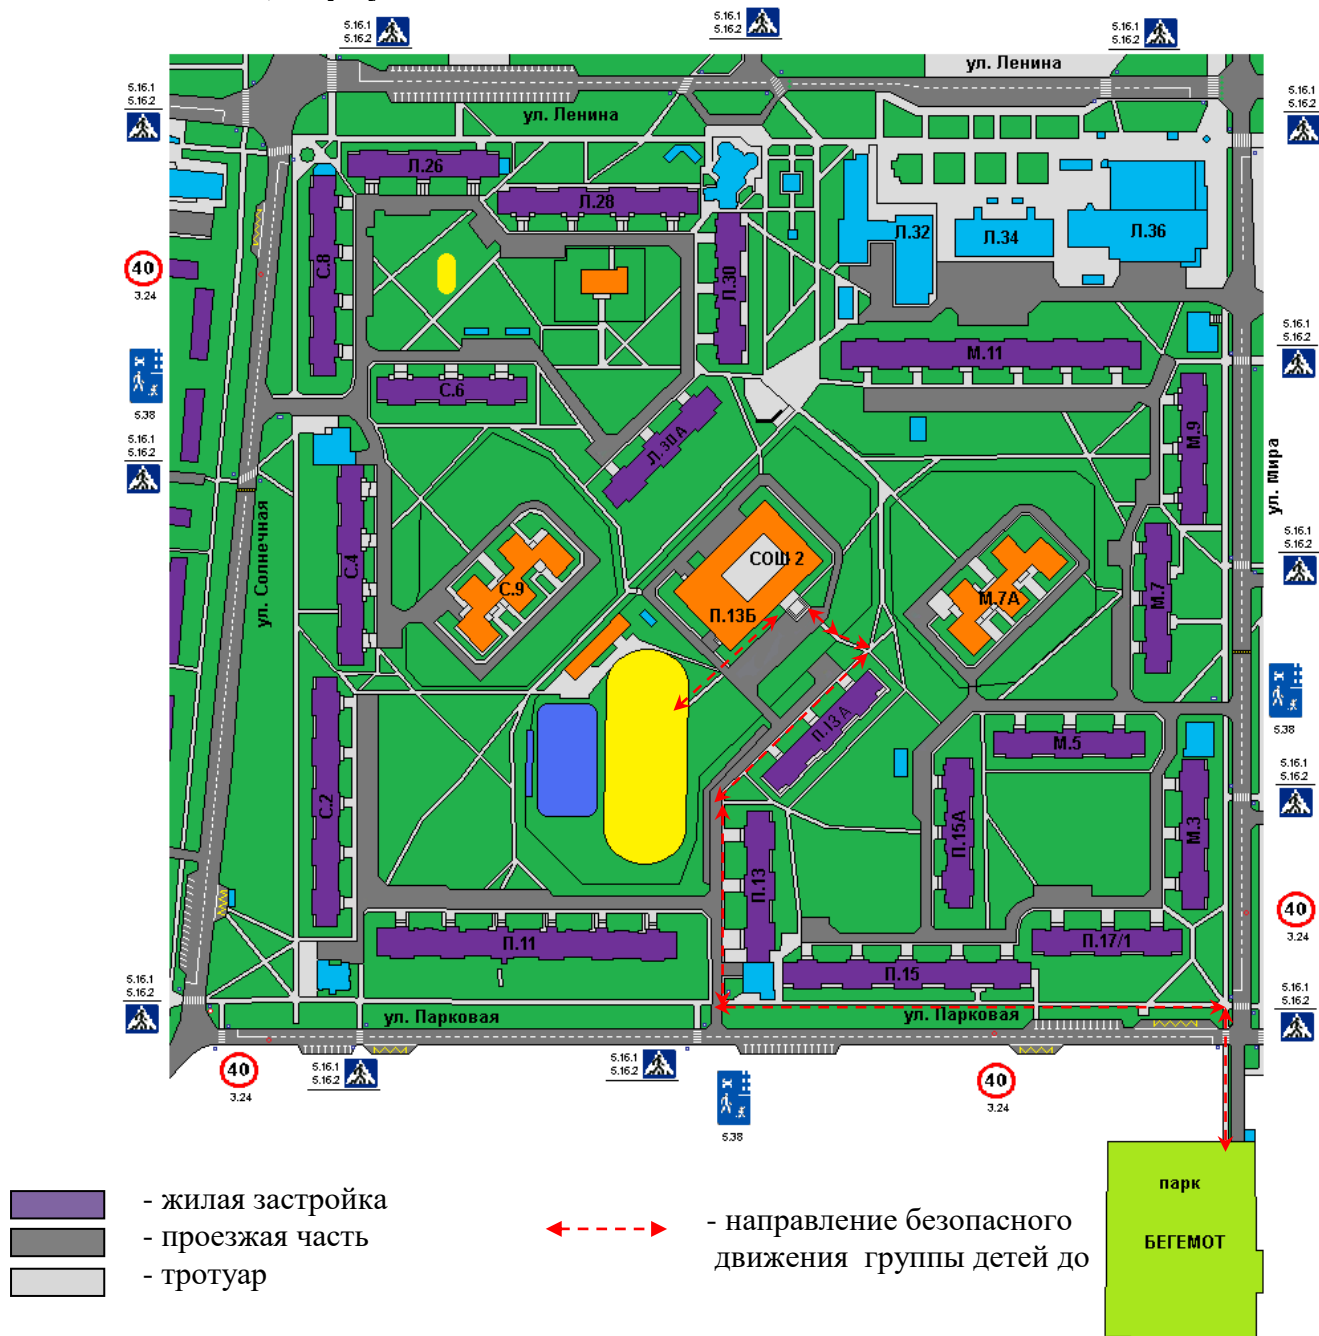 5.16.1
5.16.2
5.16.1
5.16.2
5.16.1
5.16.2
ул. Ленина
5.16.1
5.16.2
5.16.1
5.16.2
ул. Ленина
Л.26
Л.28
Л.32
Л.34
Л.36
С.8
Л.30
40
3.24
5.16.1
5.16.2
М.11
5.38
С.6
5.16.1
5.16.2
Л.30А
М.9
ул. Мира
ул. Солнечная
С.4
СОШ 2
5.16.1
5.16.2
С.9
П.13Б
М.7А
М.7
5.38
П.13А
М.5
5.16.1
5.16.2
С.2
П.15А
М.3
П.13
40
3.24
П.11
П.17/1
П.15
5.16.1
5.16.2
5.16.1
5.16.2
ул. Парковая
ул. Парковая
40
3.24
5.16.1
5.16.2
5.16.1
5.16.2
40
3.24
5.38
парк
БЕГЕМОТ
- жилая застройка
- проезжая часть
- тротуар
- направление безопасного
движения группы детей до